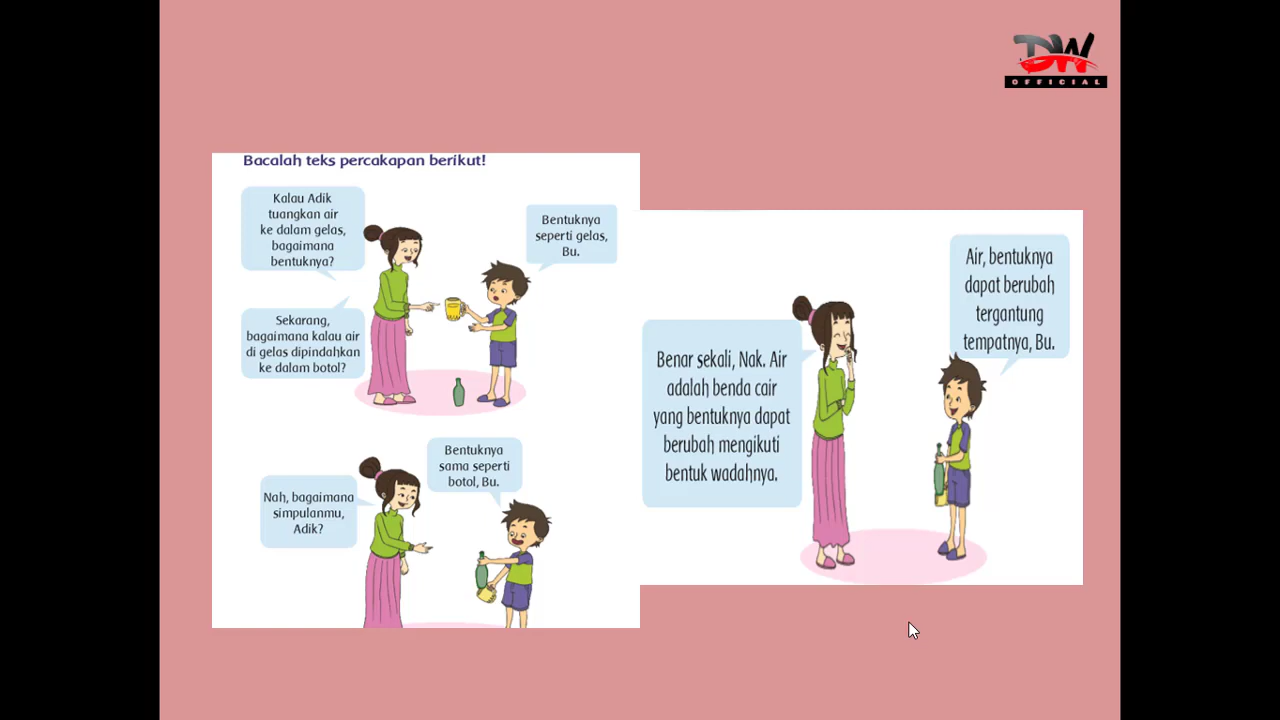 DW
OFFICIAL
Bacalah teks percakapan berikut!
Kalau Adik
tuangkan air
ke dalam gelas,
bagaimana
bentuknya?
Bentuknya
seperti gelas,
Bu.
Sekarang,
bagaimana kalau air
di gelas dipindahkan
ke dalam botol?
Bentuknya
sama seperti
botol, Bu.
Nah, bagaimana
simpulanmu,
Adik?
Air, bentuknya
dapat berubah
tergantung
tempatnya, Bu.
Benar sekali, Nak. Air
adalah benda cair
yang bentuknya dapat
berubah mengikuti
bentuk wadahnya.